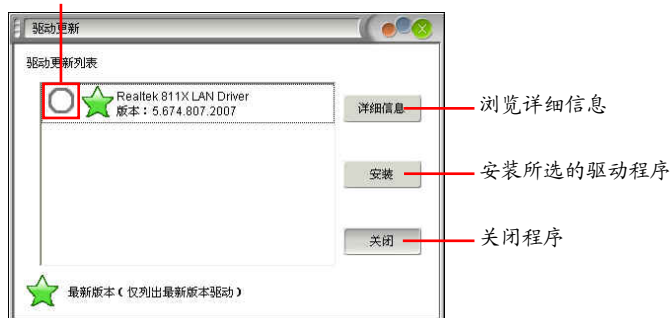 驱动更新
驱动更新列表
Realtek 811X LAN Driver
版本：5.674.807.2007
详细信息
浏览详细信息
安装
安装所选的驱动程序
关闭
关闭程序
最新版本（仅列出最新版本驱动）